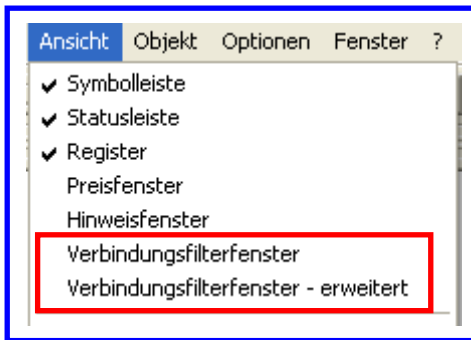 Ansicht Objekt Optionen Fenster ?
✔ Symbolleiste
✔ Statusleiste
✔ Register
Preisfenster
Hinweisfenster
Verbindungsfilterfenster
Verbindungsfilterfenster - erweitert